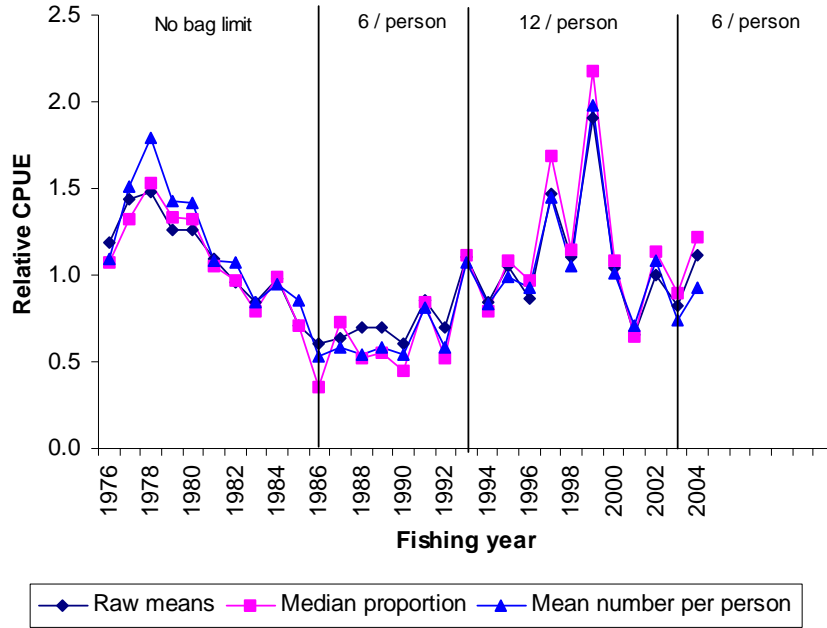 No bag limit 6 / person 12 / person 6 / person
2.5
2.0
1.5
1.0
0.5
0.0
Relative CPUE
1976 1978 1980 1982 1984 1986 1988 1990 1992 1994 1996 1998 2000 2002 2004
Fishing year
Raw means Median proportion Mean number per person